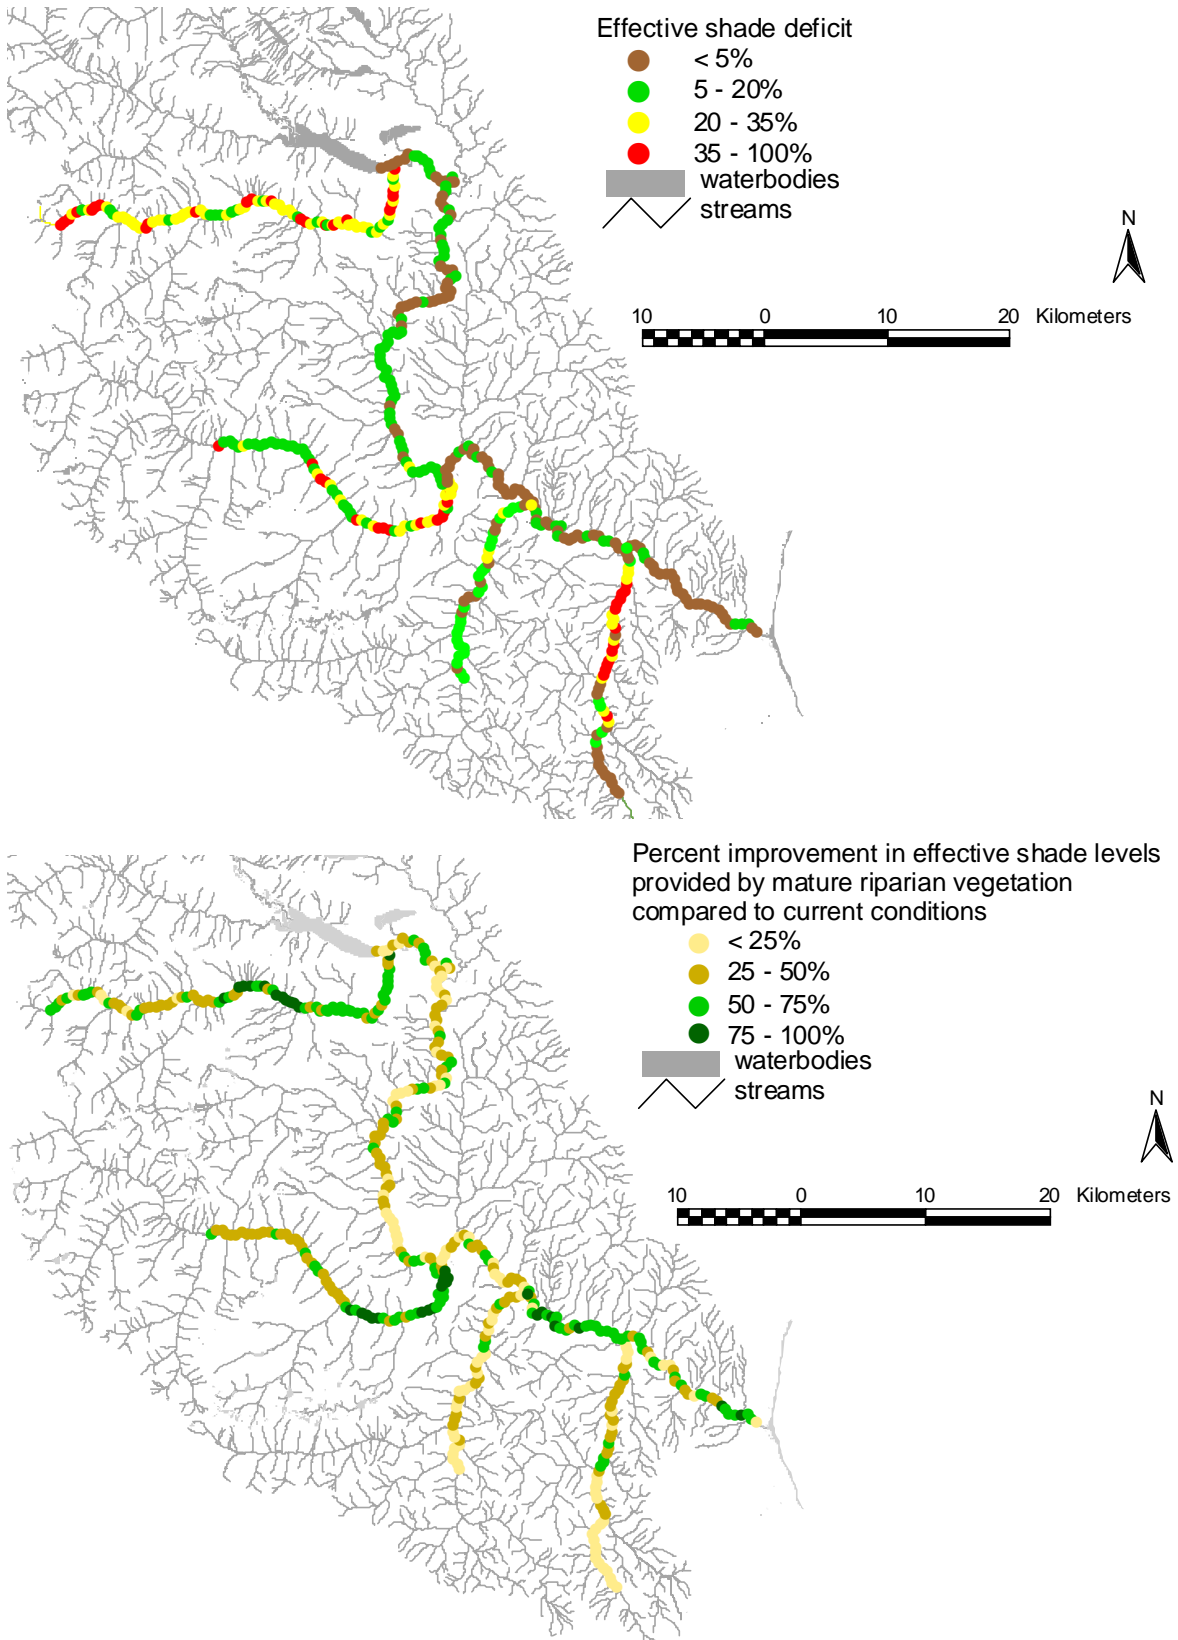 Effective shade deficit
< 5%
5 - 20%
20 - 35%
35 - 100%
waterbodies
streams
N
10 0 10 20 Kilometers
Percent improvement in effective shade levels
provided by mature riparian vegetation
compared to current conditions
< 25%
25 - 50%
50 - 75%
75 - 100%
waterbodies
streams
N
10 0 10 20 Kilometers